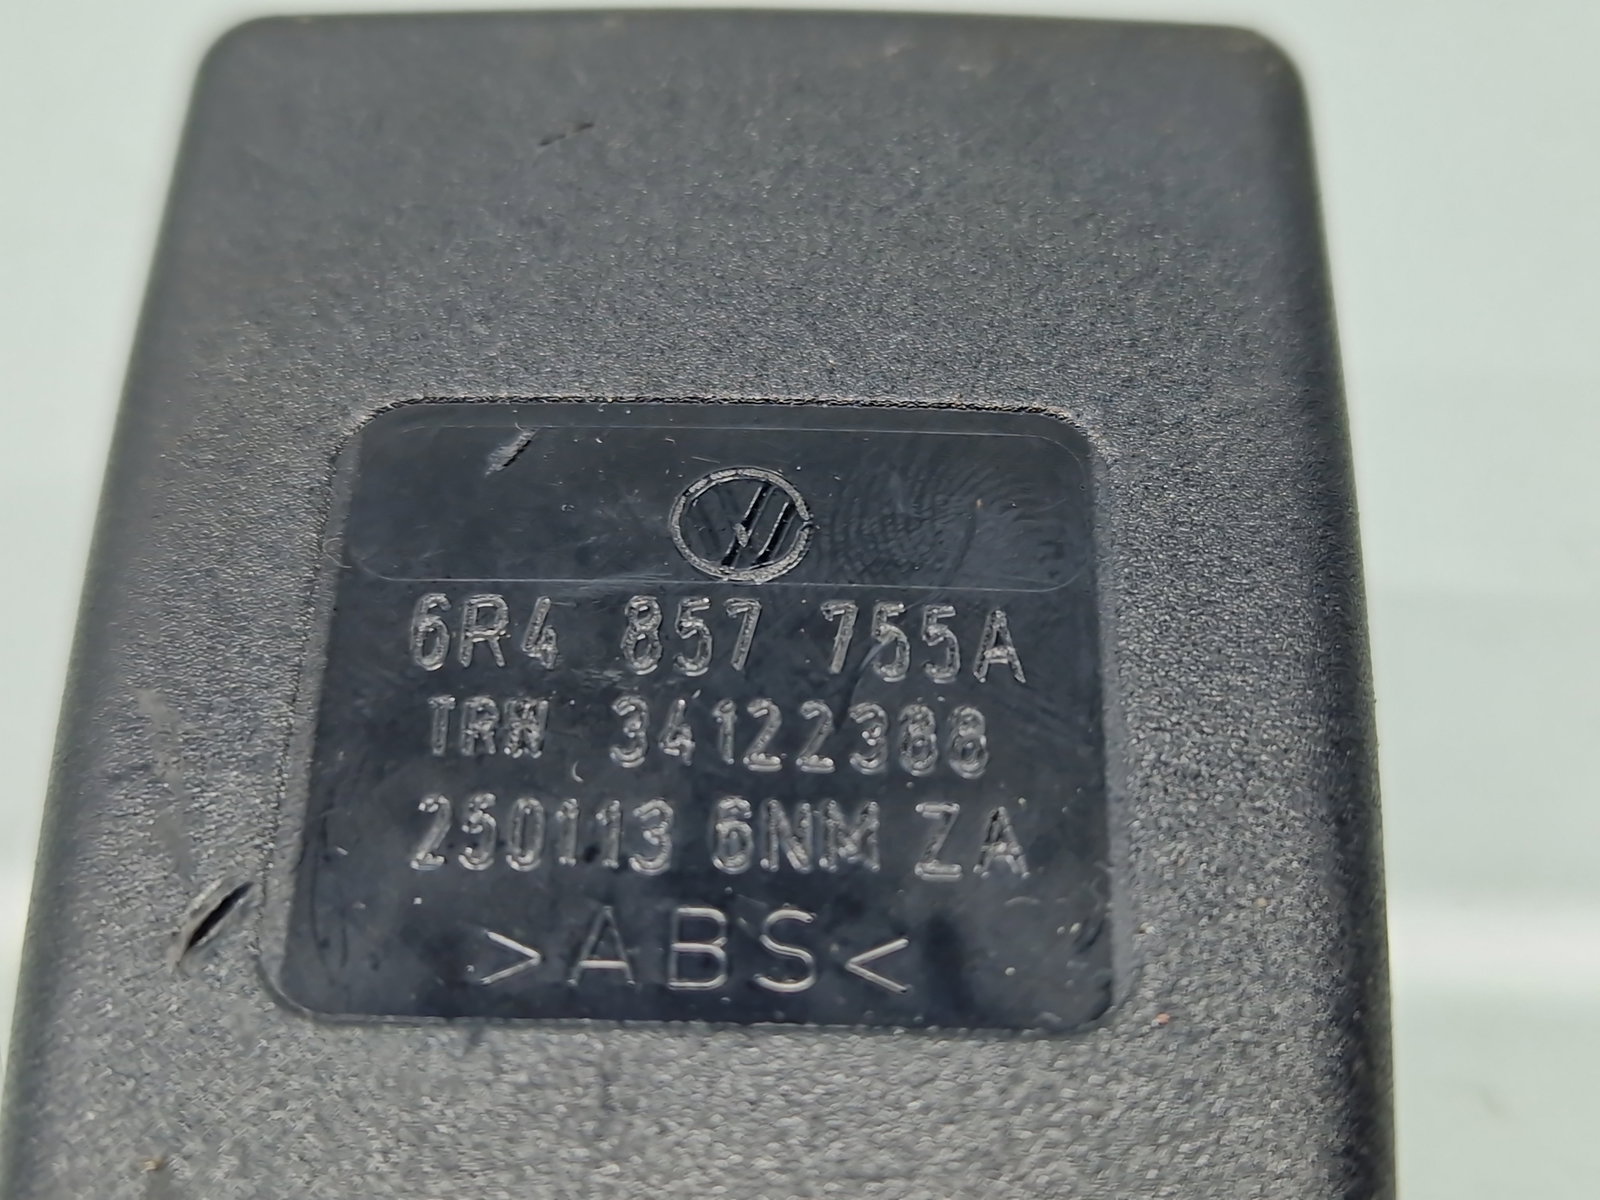 6R4 857 755A
TRW 34122388
250113 6NM ZA
>ABS<